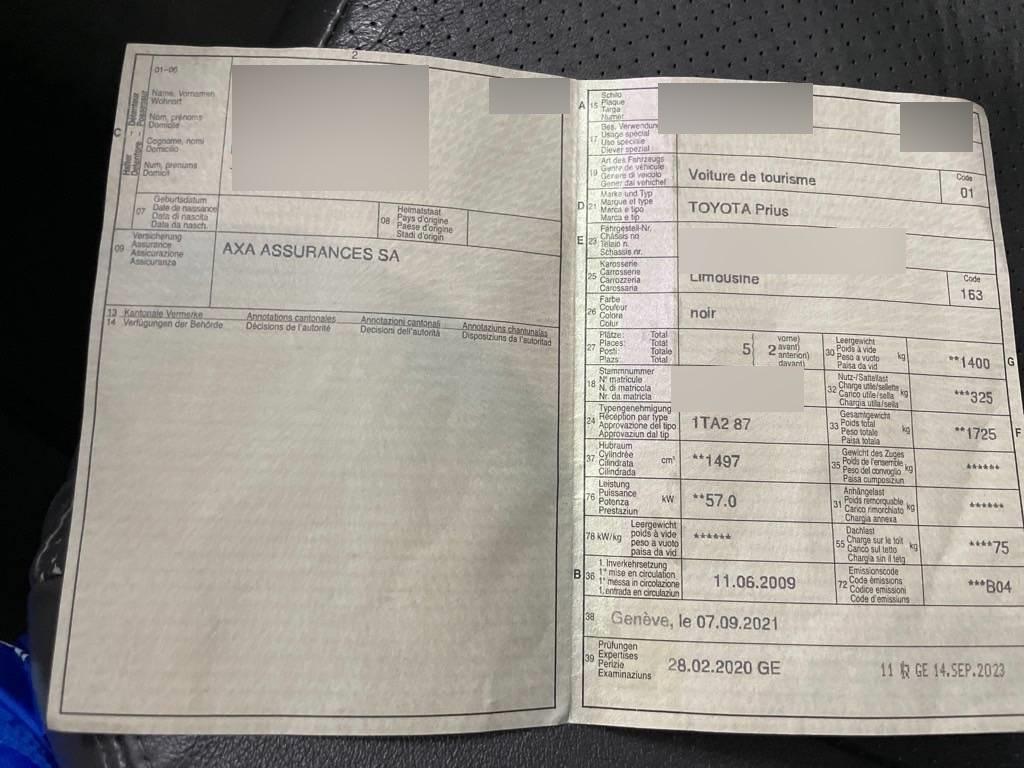 2
01-06
Name, Vornamen
Wohnort
Nom, prénoms
Domicile
Cognome, nomi
Domicilio
Num, prenums
Domicil
C
Halter
Détenteur
Detentore
Possessur
07
Geburtsdatum
Date de naissance
Data di nascita
Data da nasch.
08
Heimatstaat
Pays d'origine
Paese d'origine
Stadi d'origin
09
Versicherung
Assurance
Assicurazione
Assicuranza
AXA ASSURANCES SA
13 Kantonale Vermerke Annotations cantonales Annotazioni cantonali Annotaziuns chantunalas
14 Verfügungen der Behörde Décisions de l'autorité Decisioni dell'autorità Disposiziuns da l'autoritad
A 15
Schild
Plaque
Targa
Numer
17
Bes. Verwendung
Usage spécial
Uso speciale
Diever spezial
19
Art des Fahrzeugs
Genre de véhicule
Genere di veicolo
Gener dal vehichel
Voiture de tourisme
Code
01
D 21
Marke und Typ
Marque et type
Marca e tipo
Marca e tip
TOYOTA Prius
E 23
Fahrgestell-Nr.
Châssis no
Telaio n.
Schassis nr.
25
Karosserie
Carrosserie
Carrozzeria
Carossaria
Limousine
Code
163
26
Farbe
Couleur
Colore
Colur
noir
27
Plätze: Total
Places: Total
Posti: Totale
Plazs: Total
5
2
vorne)
avant)
anteriori)
davant)
30
Leergewicht
Poids à vide
Peso a vuoto
Paisa da vid
kg
**1400
G
18
Stammnummer
N° matricule
N. di matricola
Nr. da matricla
32
Nutz-/Sattellast
Charge utile/sellette
Carico utile/sella
Chargia utila/sella
kg
***325
24
Typengenehmigung
Réception par type
Approvazione del tipo
Approvaziun dal tip
1TA2 87
33
Gesamtgewicht
Poids total
Peso totale
Paisa totala
kg
**1725
F
37
Hubraum
Cylindrée
Cilindrata
Cilindrada
cm³
**1497
35
Gewicht des Zuges
Poids de l'ensemble
Peso del convoglio
Paisa cumposiziun
kg
******
76
Leistung
Puissance
Potenza
Prestaziun
kW
**57.0
31
Anhängelast
Poids remorquable
Carico rimorchiato
Chargia annexa
kg
******
78 kW/kg
Leergewicht
poids à vide
peso a vuoto
paisa da vid
******
55
Dachlast
Charge sur le toit
Carico sul tetto
Chargia sin il tetg
kg
****75
B 36
1. Inverkehrsetzung
1re mise en circulation
1a messa in circolazione
1. entrada en circulaziun
11.06.2009
72
Emissionscode
Code émissions
Codice emissioni
Code d'emissiuns
***B04
38
Genève, le 07.09.2021
39
Prüfungen
Expertises
Perizie
Examinaziuns
28.02.2020 GE
GE 14.SEP.2023